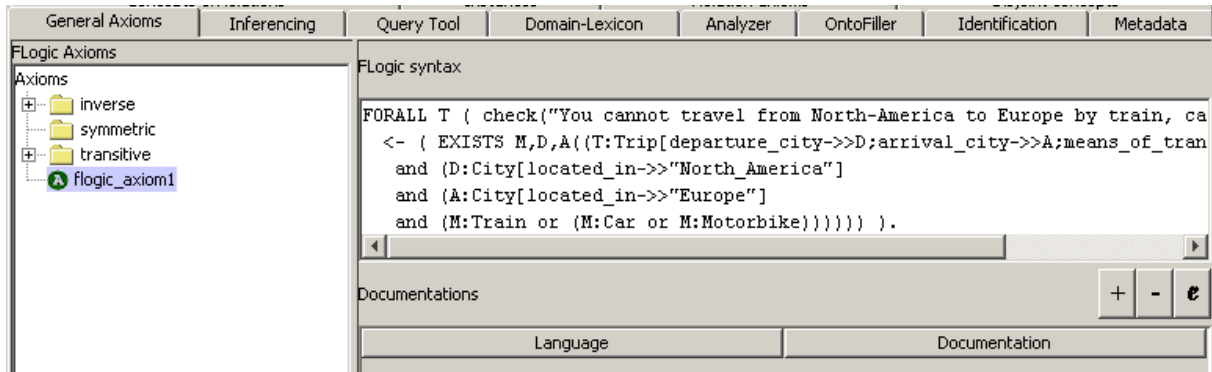 General Axioms Inferencing Query Tool Domain-Lexicon Analyzer OntoFiller Identification Metadata
FLogic Axioms
Axioms
inverse
symmetric
transitive
A flogic_axiom1
FLogic syntax
FORALL T ( check("You cannot travel from North-America to Europe by train, ca
<- ( EXISTS M,D,A((T:Trip[departure_city->>D;arrival_city->>A;means_of_tran
and (D:City[located_in->>"North_America"]
and (A:City[located_in->>"Europe"]
and (M:Train or (M:Car or M:Motorbike)))))) ).
Documentations
+ - e
Language Documentation